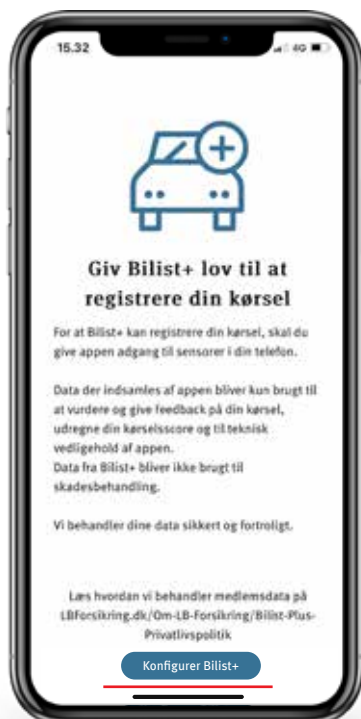 15.32
4G
Giv Bilist+ lov til at
registrere din kørsel
For at Bilist+ kan registrere din kørsel, skal du
give appen adgang til sensorer i din telefon.
Data der indsamles af appen bliver kun brugt til
at vurdere og give feedback på din kørsel,
udregne din kørselsscore og til teknisk
vedligehold af appen.
Data fra Bilist+ bliver ikke brugt til
skadesbehandling.
Vi behandler dine data sikkert og fortroligt.
Læs hvordan vi behandler medlemsdata på
LBForsikring.dk/Om-LB-Forsikring/Bilist-Plus-
Privatlivspolitik
Konfigurer Bilist+